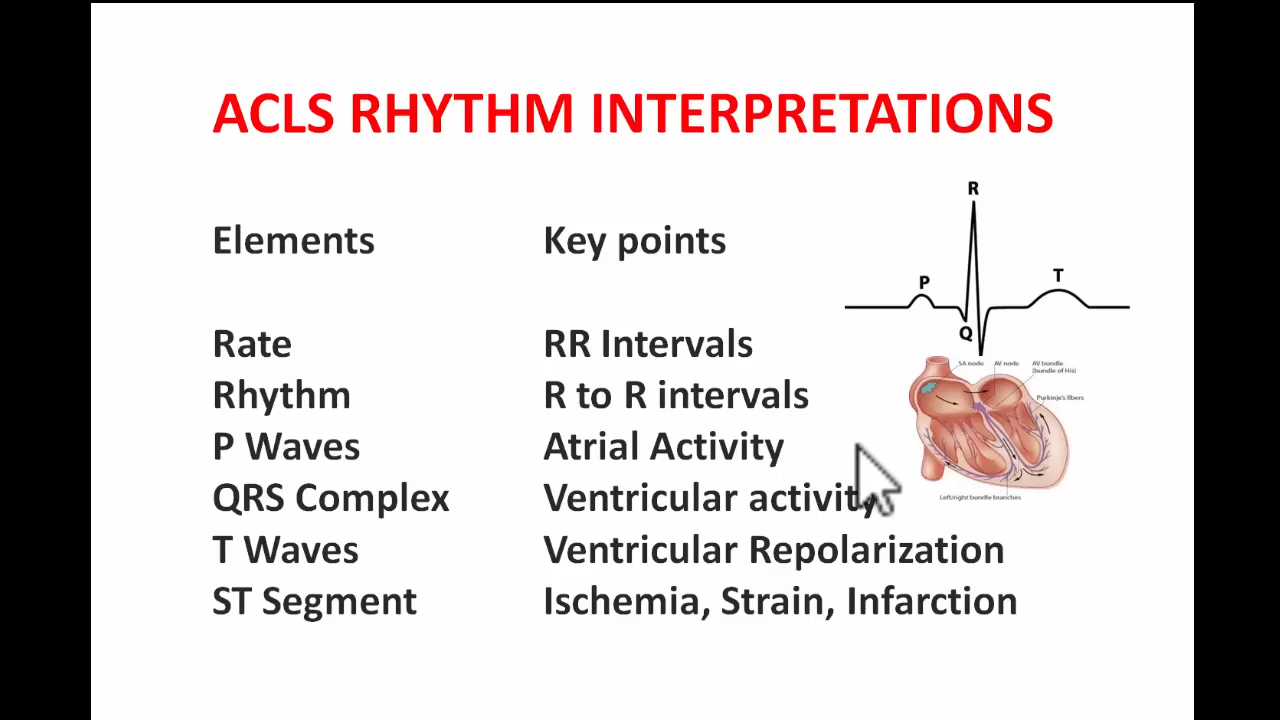 ACLS RHYTHM INTERPRETATIONS
Elements Key points
Rate RR Intervals
Rhythm R to R intervals
P Waves Atrial Activity
QRS Complex Ventricular activity
T Waves Ventricular Repolarization
ST Segment Ischemia, Strain, Infarction
R
P
T
Q
SA node AV node AV bundle
(bundle of His)
Purkinje's fibers
Left/right bundle branches